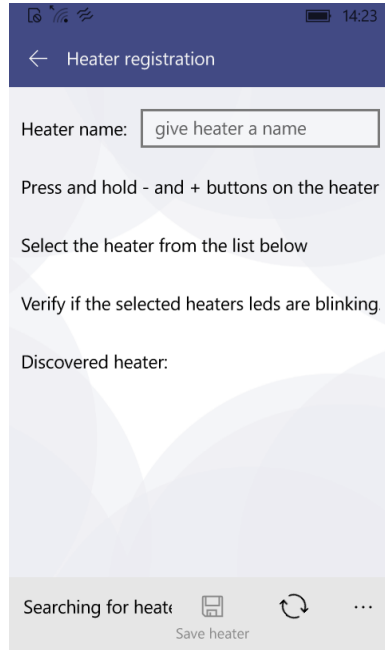 14:23
Heater registration
Heater name: give heater a name
Press and hold - and + buttons on the heater
Select the heater from the list below
Verify if the selected heaters leds are blinking.
Discovered heater:
Searching for heate
Save heater